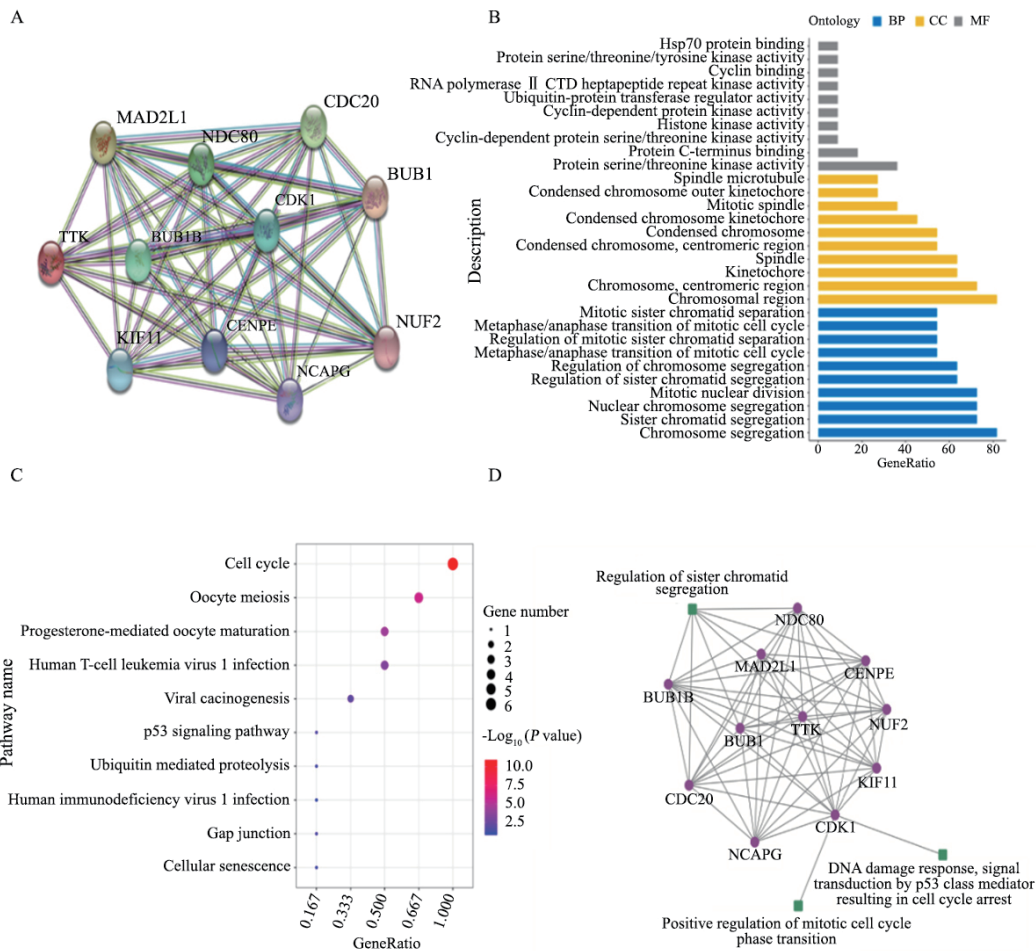 A
MAD2L1
CDC20
NDC80
BUB1
CDK1
TTK
BUB1B
NUF2
CENPE
KIF11
NCAPG
B
Ontology BP CC MF
Description
Hsp70 protein binding
Protein serine/threonine/tyrosine kinase activity
Cyclin binding
RNA polymerase Ⅱ CTD heptapeptide repeat kinase activity
Ubiquitin-protein transferase regulator activity
Cyclin-dependent protein kinase activity
Histone kinase activity
Cyclin-dependent protein serine/threonine kinase activity
Protein C-terminus binding
Protein serine/threonine kinase activity
Spindle microtubule
Condensed chromosome outer kinetochore
Mitotic spindle
Condensed chromosome kinetochore
Condensed chromosome
Condensed chromosome, centromeric region
Spindle
Kinetochore
Chromosome, centromeric region
Chromosomal region
Mitotic sister chromatid separation
Metaphase/anaphase transition of mitotic cell cycle
Regulation of mitotic sister chromatid separation
Metaphase/anaphase transition of mitotic cell cycle
Regulation of chromosome segregation
Regulation of sister chromatid segregation
Mitotic nuclear division
Nuclear chromosome segregation
Sister chromatid segregation
Chromosome segregation
0 20 40 60 80
GeneRatio
C
Pathway name
Cell cycle
Oocyte meiosis
Progesterone-mediated oocyte maturation
Human T-cell leukemia virus 1 infection
Viral cacinogenesis
p53 signaling pathway
Ubiquitin mediated proteolysis
Human immunodeficiency virus 1 infection
Gap junction
Cellular senescence
0.167 0.333 0.500 0.667 1.000
GeneRatio
Gene number
1
2
3
4
5
6
-Log10 (P value)
10.0
7.5
5.0
2.5
D
Regulation of sister chromatid
segregation
NDC80
MAD2L1
CENPE
BUB1B
NUF2
BUB1
TTK
KIF11
CDC20
CDK1
NCAPG
DNA damage response, signal
transduction by p53 class mediator
resulting in cell cycle arrest
Positive regulation of mitotic cell cycle
phase transition